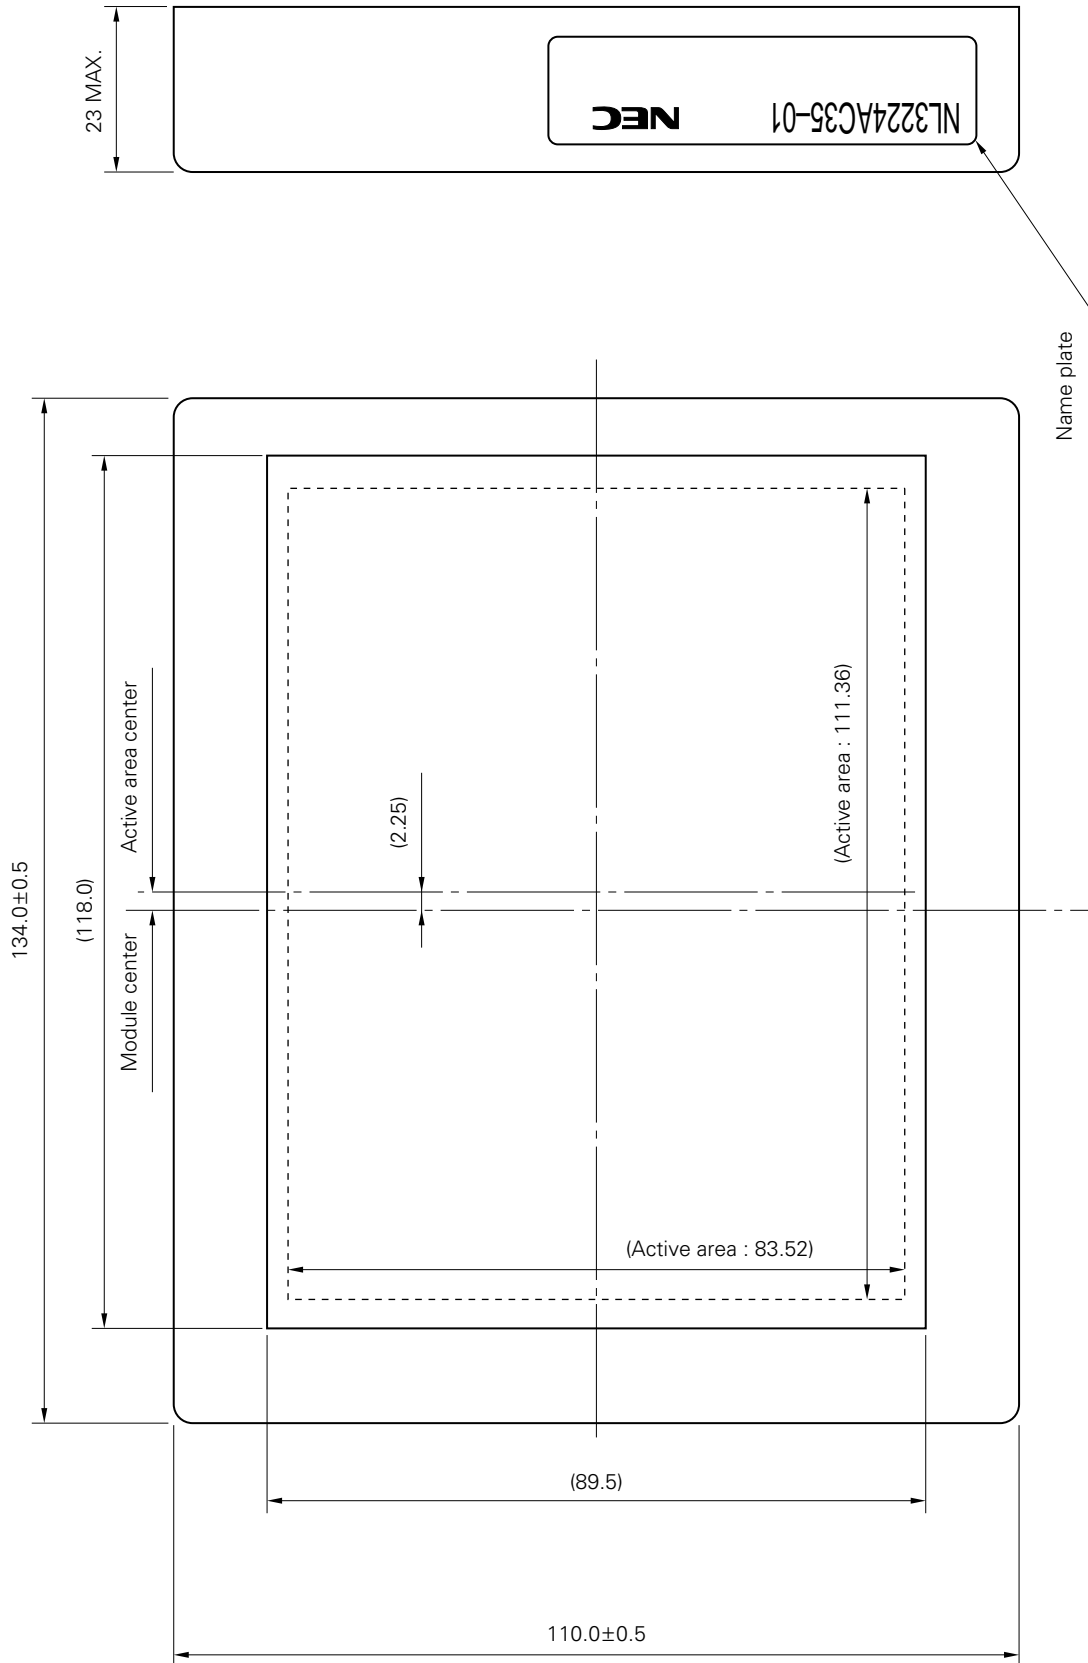 23 MAX.
NEC
NL3224AC35–01
Name plate
134.0±0.5
(118.0)
Active area center
Module center
(2.25)
(Active area : 111.36)
(Active area : 83.52)
(89.5)
110.0±0.5